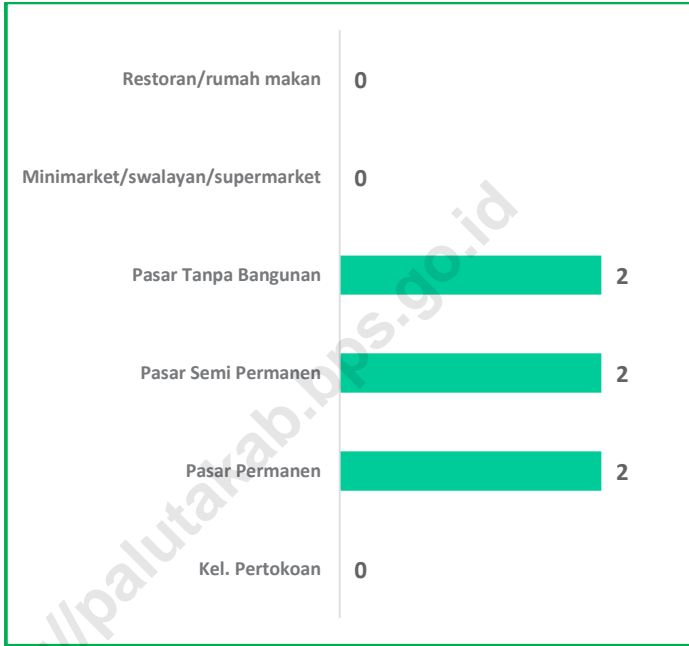 Restoran/rumah makan 0
Minimarket/swalayan/supermarket 0
Pasar Tanpa Bangunan 2
Pasar Semi Permanen 2
Pasar Permanen 2
Kel. Pertokoan 0
//palutakab.bps.go.id